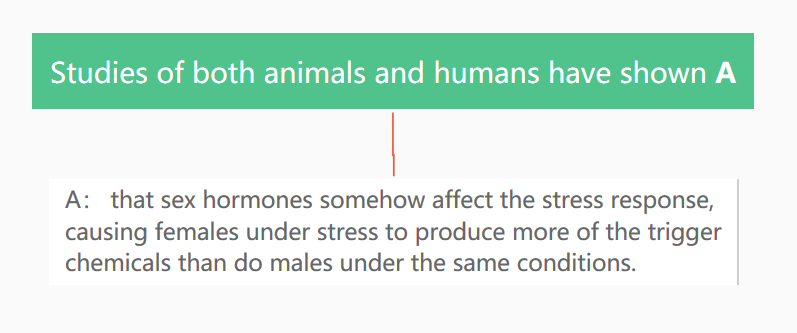 Studies of both animals and humans have shown A
A： that sex hormones somehow affect the stress response,
causing females under stress to produce more of the trigger
chemicals than do males under the same conditions.